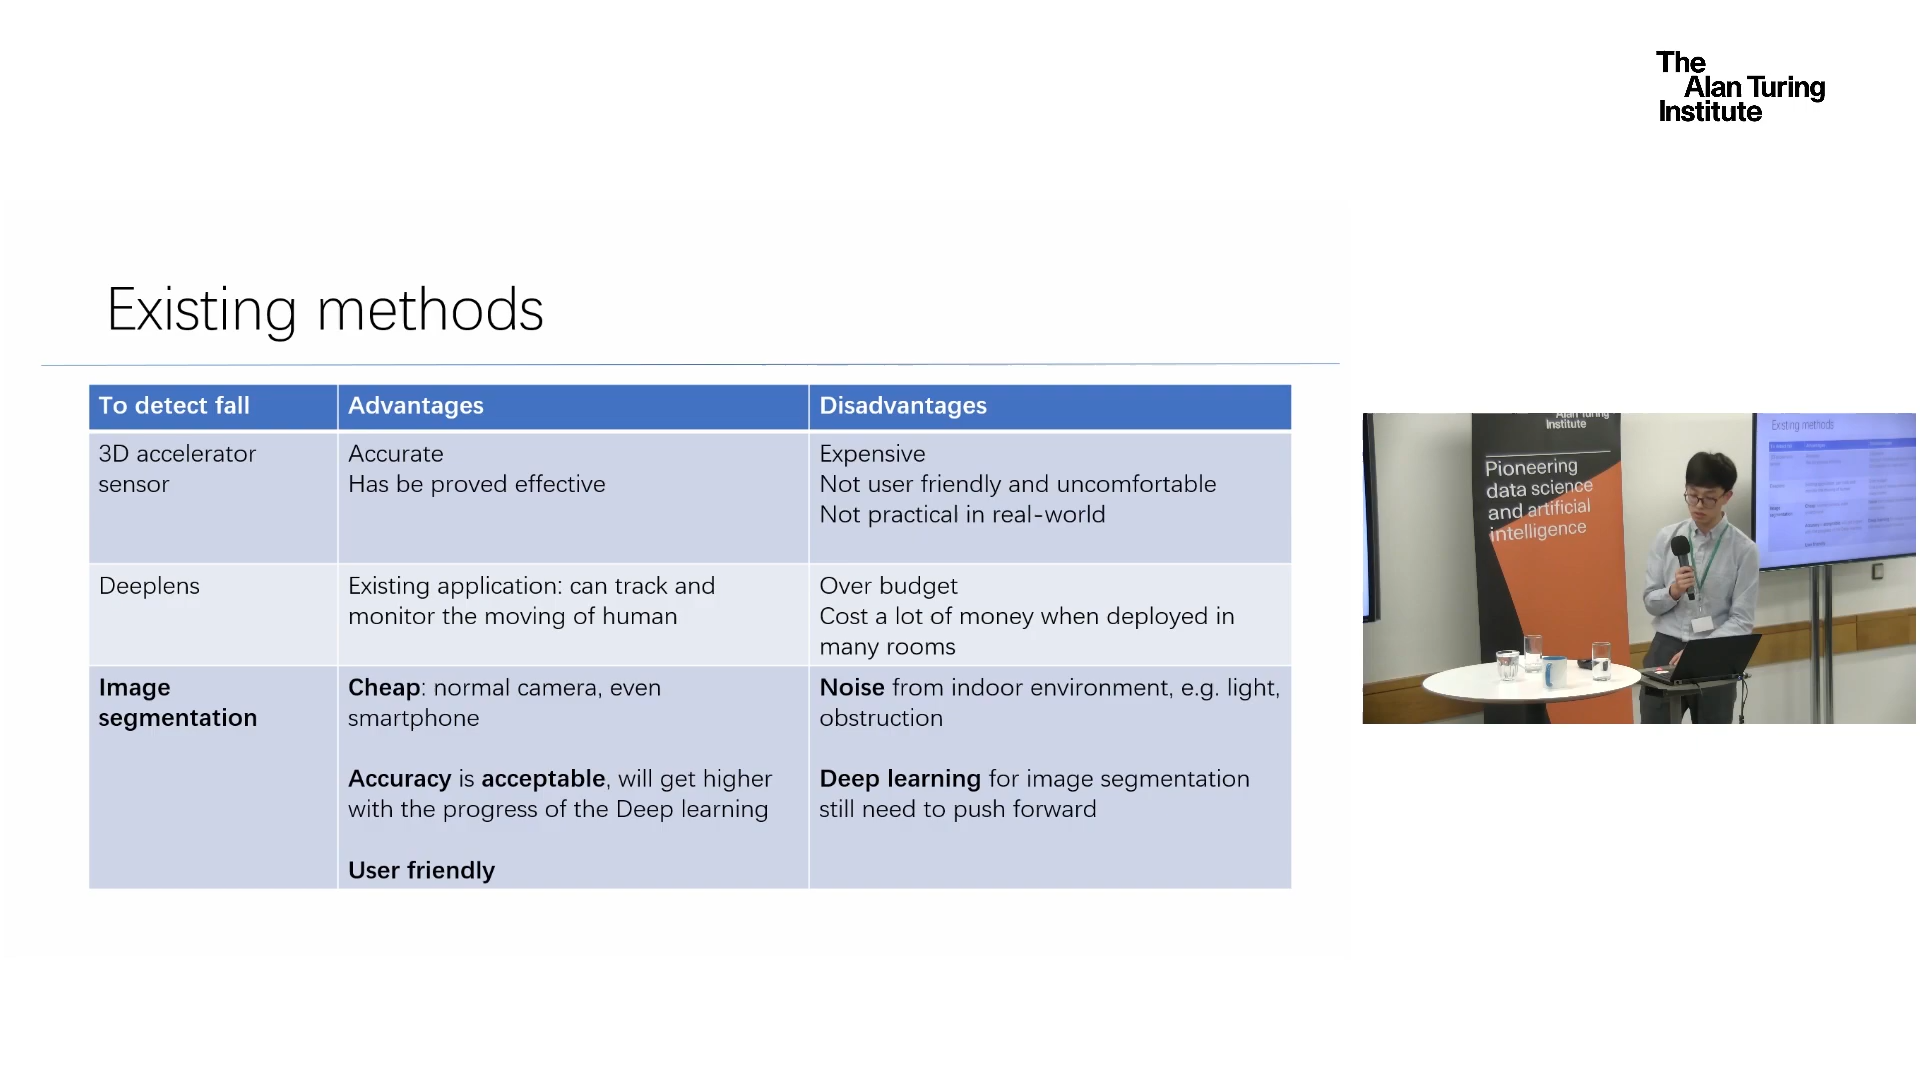 The
Alan Turing
Institute
Existing methods
To detect fall
Advantages
Disadvantages
3D accelerator
sensor
Accurate
Has be proved effective
Expensive
Not user friendly and uncomfortable
Not practical in real-world
Deeplens
Existing application: can track and
monitor the moving of human
Over budget
Cost a lot of money when deployed in
many rooms
Image
segmentation
Cheap: normal camera, even
smartphone
Accuracy is acceptable, will get higher
with the progress of the Deep learning
User friendly
Noise from indoor environment, e.g. light,
obstruction
Deep learning for image segmentation
still need to push forward
Alan Turing
Institute
Pioneering
data science
and artificial
intelligence
Existing methods